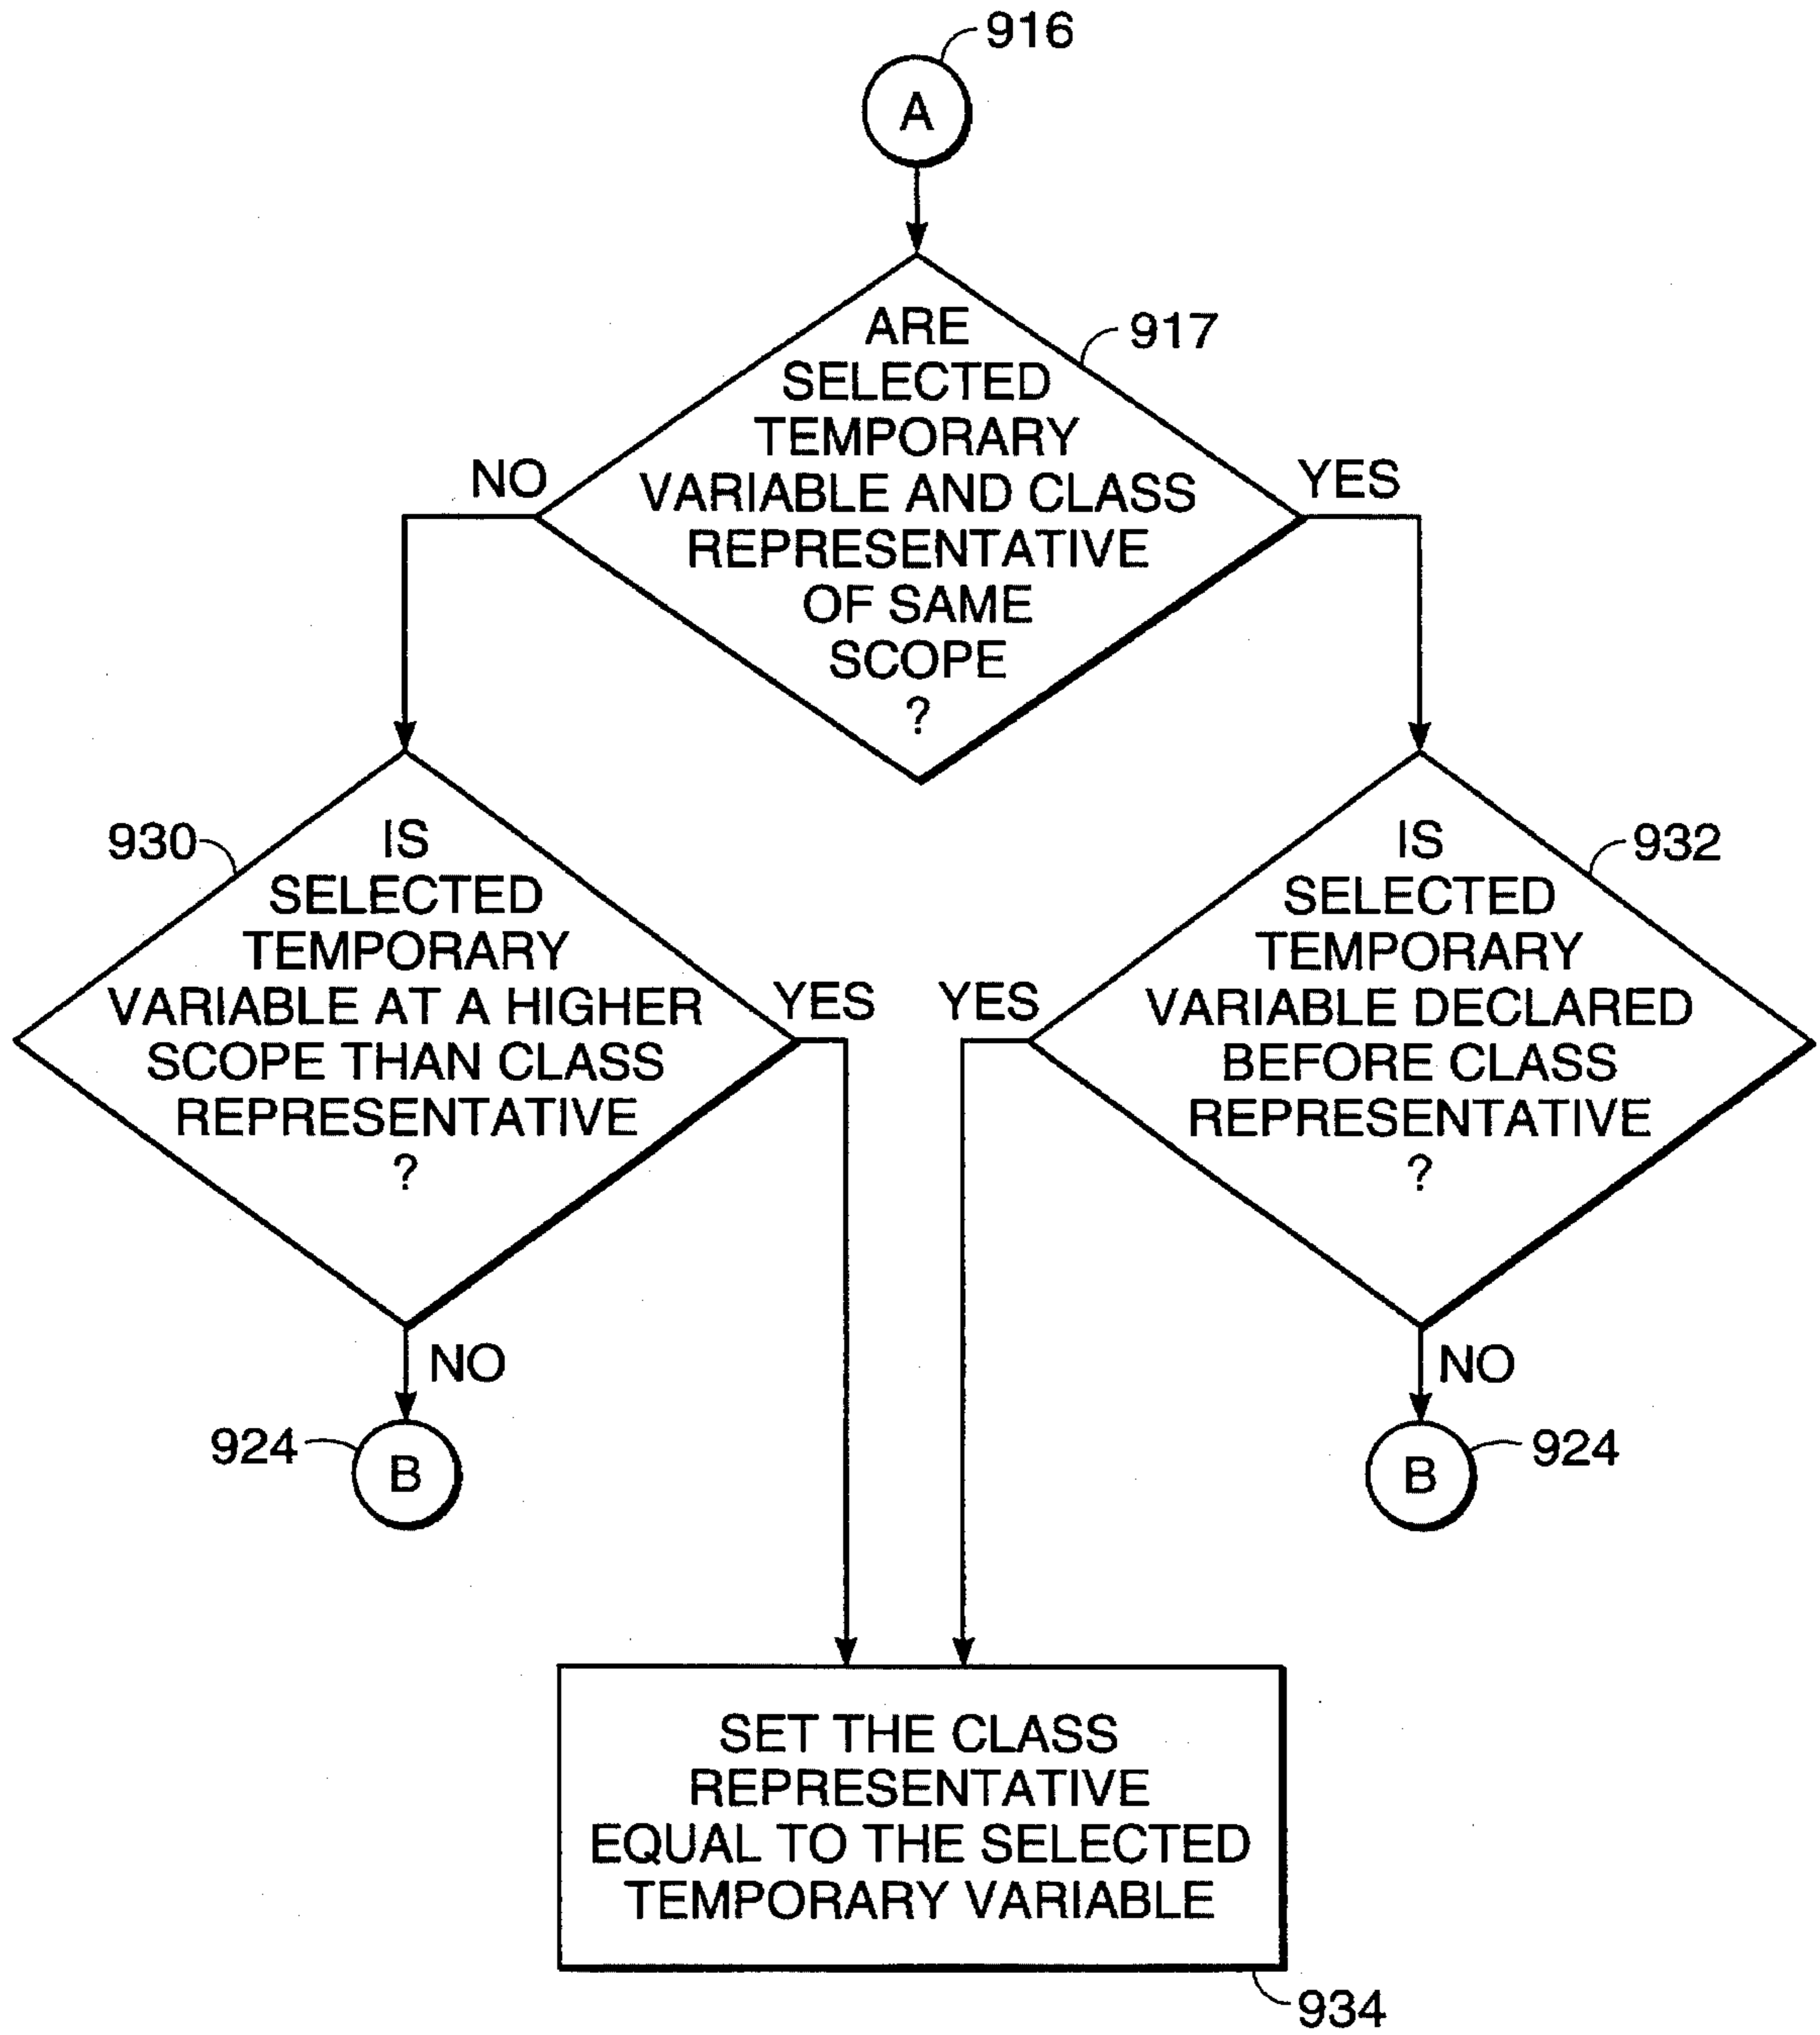 916
A
917
ARE
SELECTED
TEMPORARY
VARIABLE AND CLASS
REPRESENTATIVE
OF SAME
SCOPE
?
NO
YES
930
IS
SELECTED
TEMPORARY
VARIABLE AT A HIGHER
SCOPE THAN CLASS
REPRESENTATIVE
?
YES
NO
924
B
932
IS
SELECTED
TEMPORARY
VARIABLE DECLARED
BEFORE CLASS
REPRESENTATIVE
?
YES
NO
924
B
SET THE CLASS
REPRESENTATIVE
EQUAL TO THE SELECTED
TEMPORARY VARIABLE
934